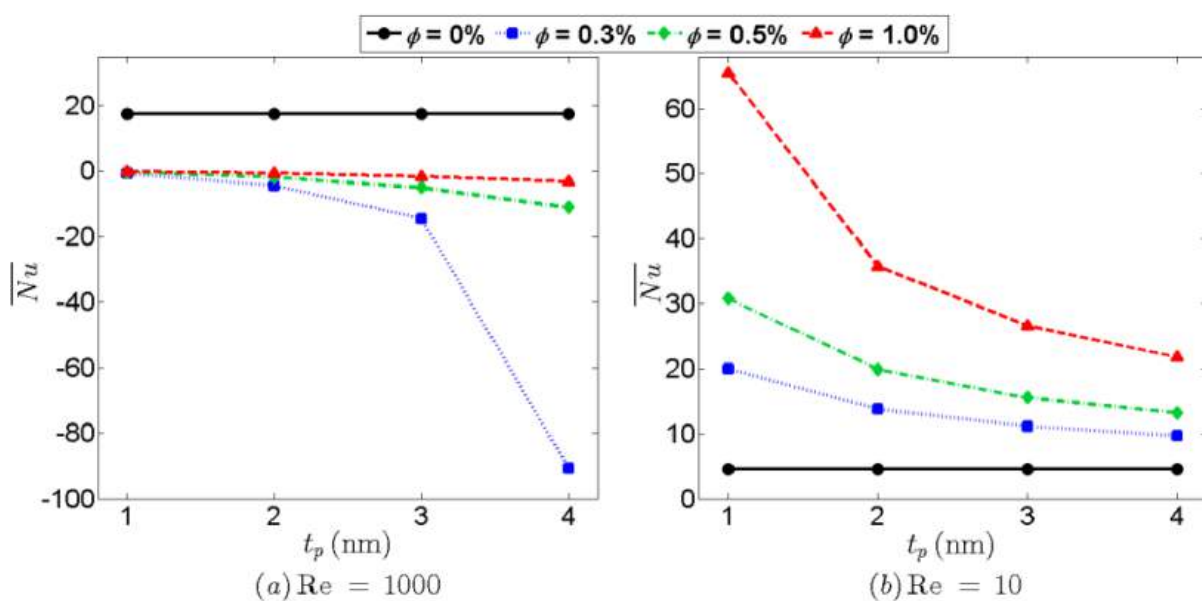 ϕ = 0% ϕ = 0.3% ϕ = 0.5% ϕ = 1.0%
20
0
-20
-40
-60
-80
-100
Nu
1 2 3 4
t_p (nm)
(a) Re = 1000
60
50
40
30
20
10
0
Nu
1 2 3 4
t_p (nm)
(b) Re = 10